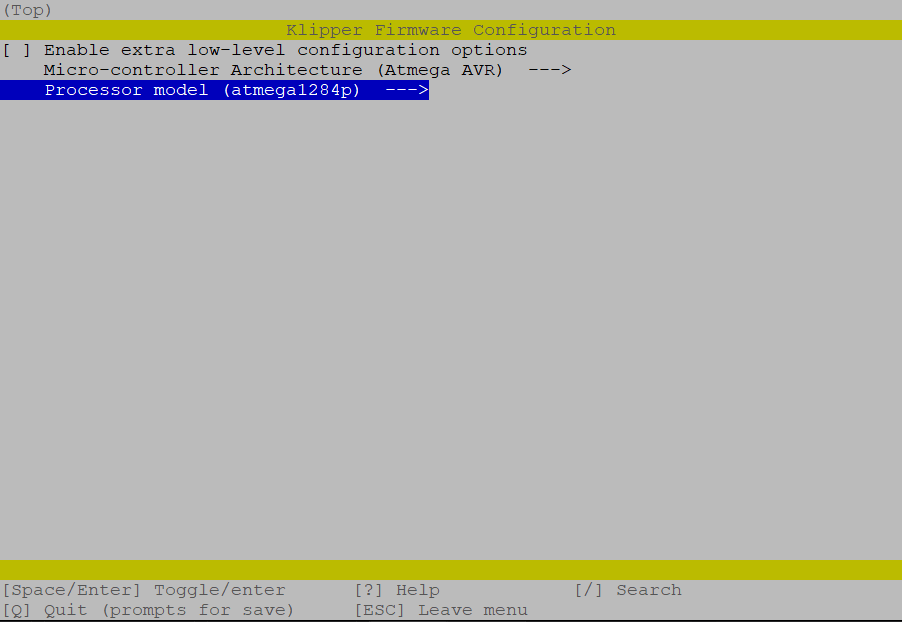 (Top)
Klipper Firmware Configuration
[ ] Enable extra low-level configuration options
Micro-controller Architecture (Atmega AVR)  --->
Processor model (atmega1284p)  --->
[Space/Enter] Toggle/enter [?] Help [/] Search
[Q] Quit (prompts for save) [ESC] Leave menu